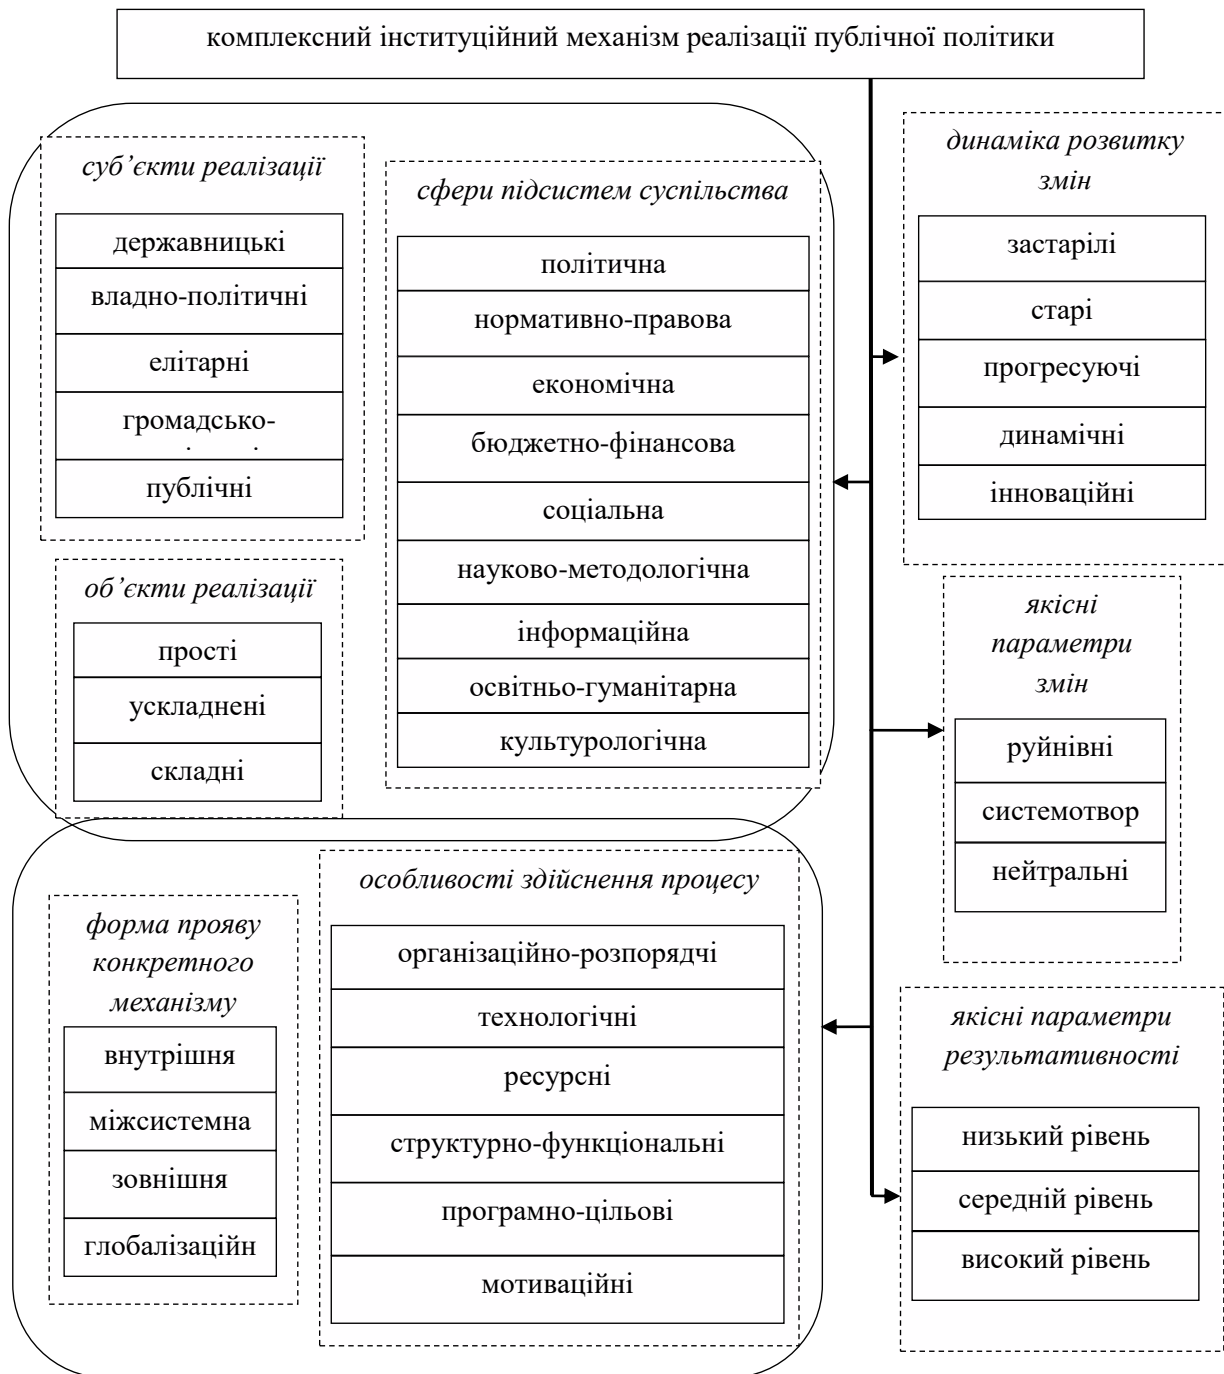 комплексний інституційний механізм реалізації публічної політики
суб’єкти реалізації
державницькі
владно-політичні
елітарні
громадсько-
публічні
об’єкти реалізації
прості
ускладнені
складні
сфери підсистем суспільства
політична
нормативно-правова
економічна
бюджетно-фінансова
соціальна
науково-методологічна
інформаційна
освітньо-гуманітарна
культурологічна
динаміка розвитку
змін
застарілі
старі
прогресуючі
динамічні
інноваційні
якісні
параметри
змін
руйнівні
системотвор
нейтральні
форма прояву
конкретного
механізму
внутрішня
міжсистемна
зовнішня
глобалізаційн
особливості здійснення процесу
організаційно-розпорядчі
технологічні
ресурсні
структурно-функціональні
програмно-цільові
мотиваційні
якісні параметри
результативності
низький рівень
середній рівень
високий рівень